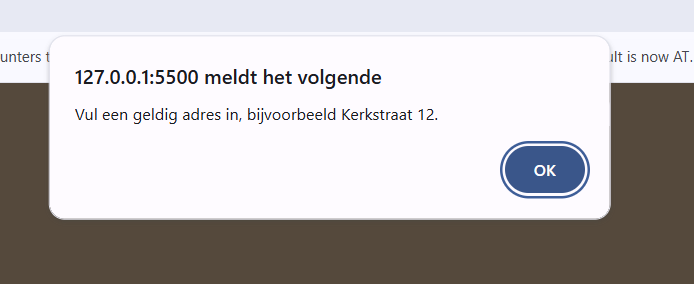 unters
127.0.0.1:5500 meldt het volgende
is now AT.
Vul een geldig adres in, bijvoorbeeld Kerkstraat 12.
OK